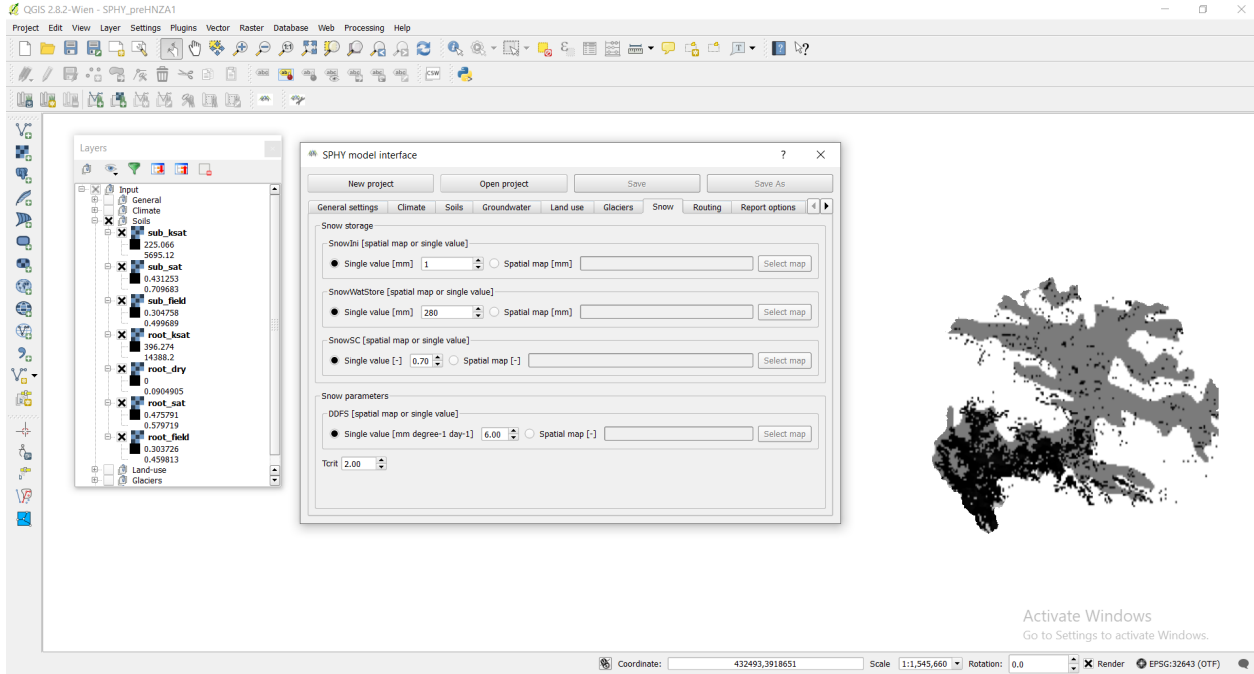 QGIS 2.8.2-Wien - SPHY_preHNZA1
Project Edit View Layer Settings Plugins Vector Raster Database Web Processing Help
CSW
Layers
Input
General
Climate
Soils
sub_ksat
225.066
5695.12
sub_sat
0.431253
0.709683
sub_field
0.304758
0.499689
root_ksat
396.274
14388.2
root_dry
0
0.0904905
root_sat
0.475791
0.579719
root_field
0.303726
0.459813
Land-use
Glaciers
SPHY model interface ?
New project Open project Save Save As
General settings Climate Soils Groundwater Land use Glaciers Snow Routing Report options
Snow storage
SnowIni [spatial map or single value]
Single value [mm] 1 Spatial map [mm] Select map
SnowWatStore [spatial map or single value]
Single value [mm] 280 Spatial map [mm] Select map
SnowSC [spatial map or single value]
Single value [-] 0.70 Spatial map [-] Select map
Snow parameters
DDFS [spatial map or single value]
Single value [mm degree-1 day-1] 6.00 Spatial map [-] Select map
Tcrit 2.00
Activate Windows
Go to Settings to activate Windows.
Coordinate: 432493,3918651 Scale 1:1,545,660 Rotation: 0.0 Render EPSG:32643 (OTF)